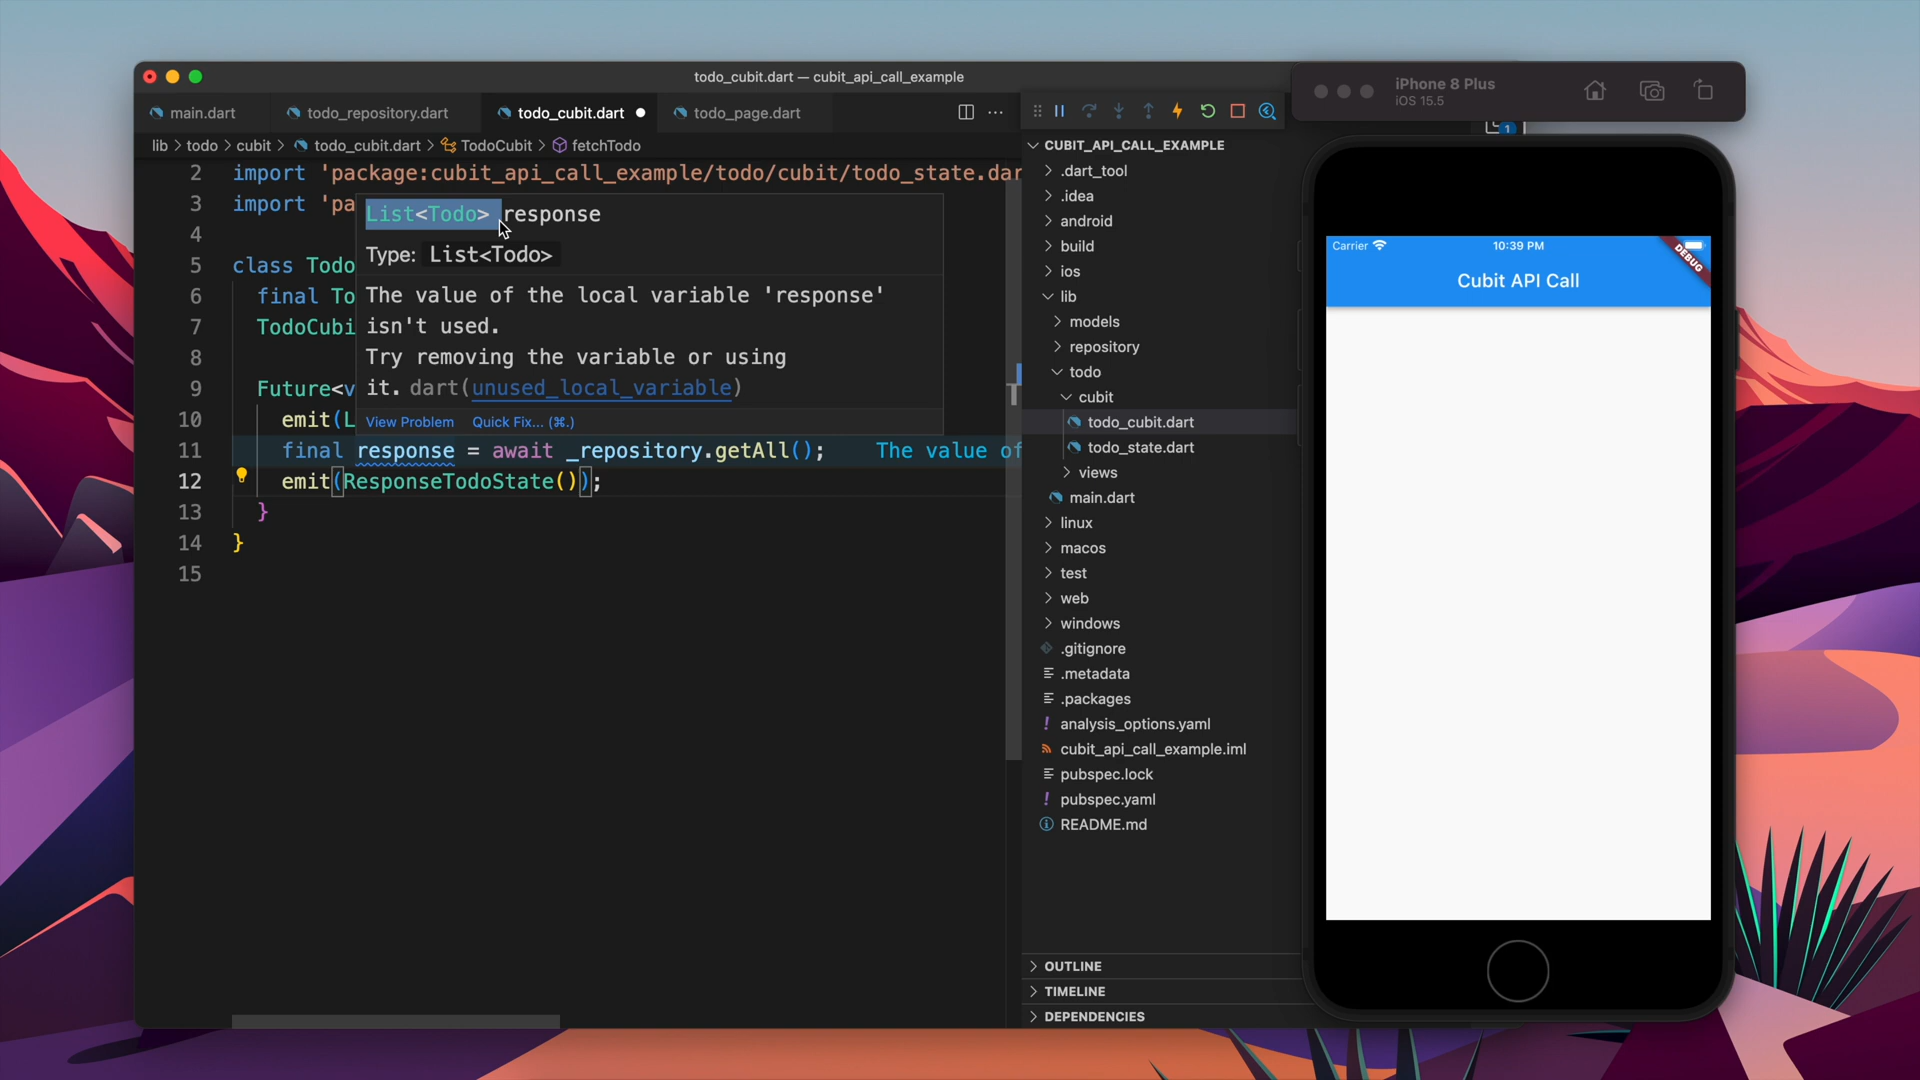 todo_cubit.dart — cubit_api_call_example
main.dart
todo_repository.dart
todo_cubit.dart
todo_page.dart
lib > todo > cubit > todo_cubit.dart > TodoCubit > fetchTodo
2 import 'package:cubit_api_call_example/todo/cubit/todo_state.dar
3 import 'pa
List<Todo> response
Type: List<Todo>
The value of the local variable 'response'
isn't used.
Try removing the variable or using
it. dart(unused_local_variable)
View Problem Quick Fix... (⌘.)
4
5 class Todo
6 final To
7 TodoCubi
8
9 Future<v
10 emit(L
11 final response = await _repository.getAll(); The value of
12 emit(ResponseTodoState());
13 }
14 }
15
CUBIT_API_CALL_EXAMPLE
.dart_tool
.idea
android
build
ios
lib
models
repository
todo
cubit
todo_cubit.dart
todo_state.dart
views
main.dart
linux
macos
test
web
windows
.gitignore
.metadata
.packages
analysis_options.yaml
cubit_api_call_example.iml
pubspec.lock
pubspec.yaml
README.md
OUTLINE
TIMELINE
DEPENDENCIES
iPhone 8 Plus
iOS 15.5
1
Carrier 10:39 PM
DEBUG
Cubit API Call